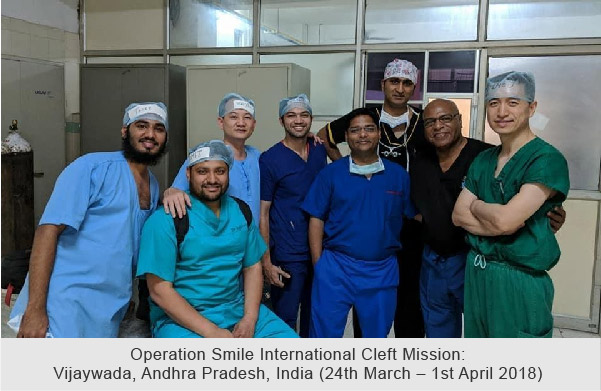 Operation Smile International Cleft Mission:
Vijaywada, Andhra Pradesh, India (24th March – 1st April 2018)